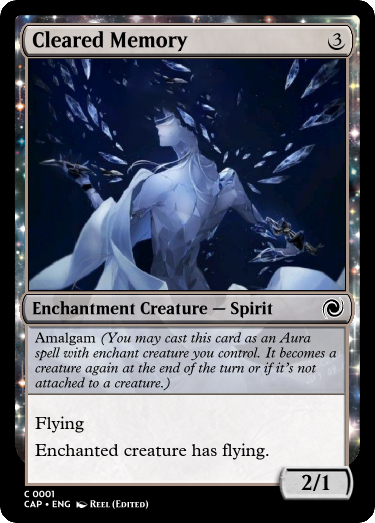 Cleared Memory 3
Enchantment Creature — Spirit
Amalgam (You may cast this card as an Aura
spell with enchant creature you control. It becomes a
creature again at the end of the turn or if it's not
attached to a creature.)
Flying
Enchanted creature has flying.
2/1
C 0001
CAP • ENG Reel (Edited)